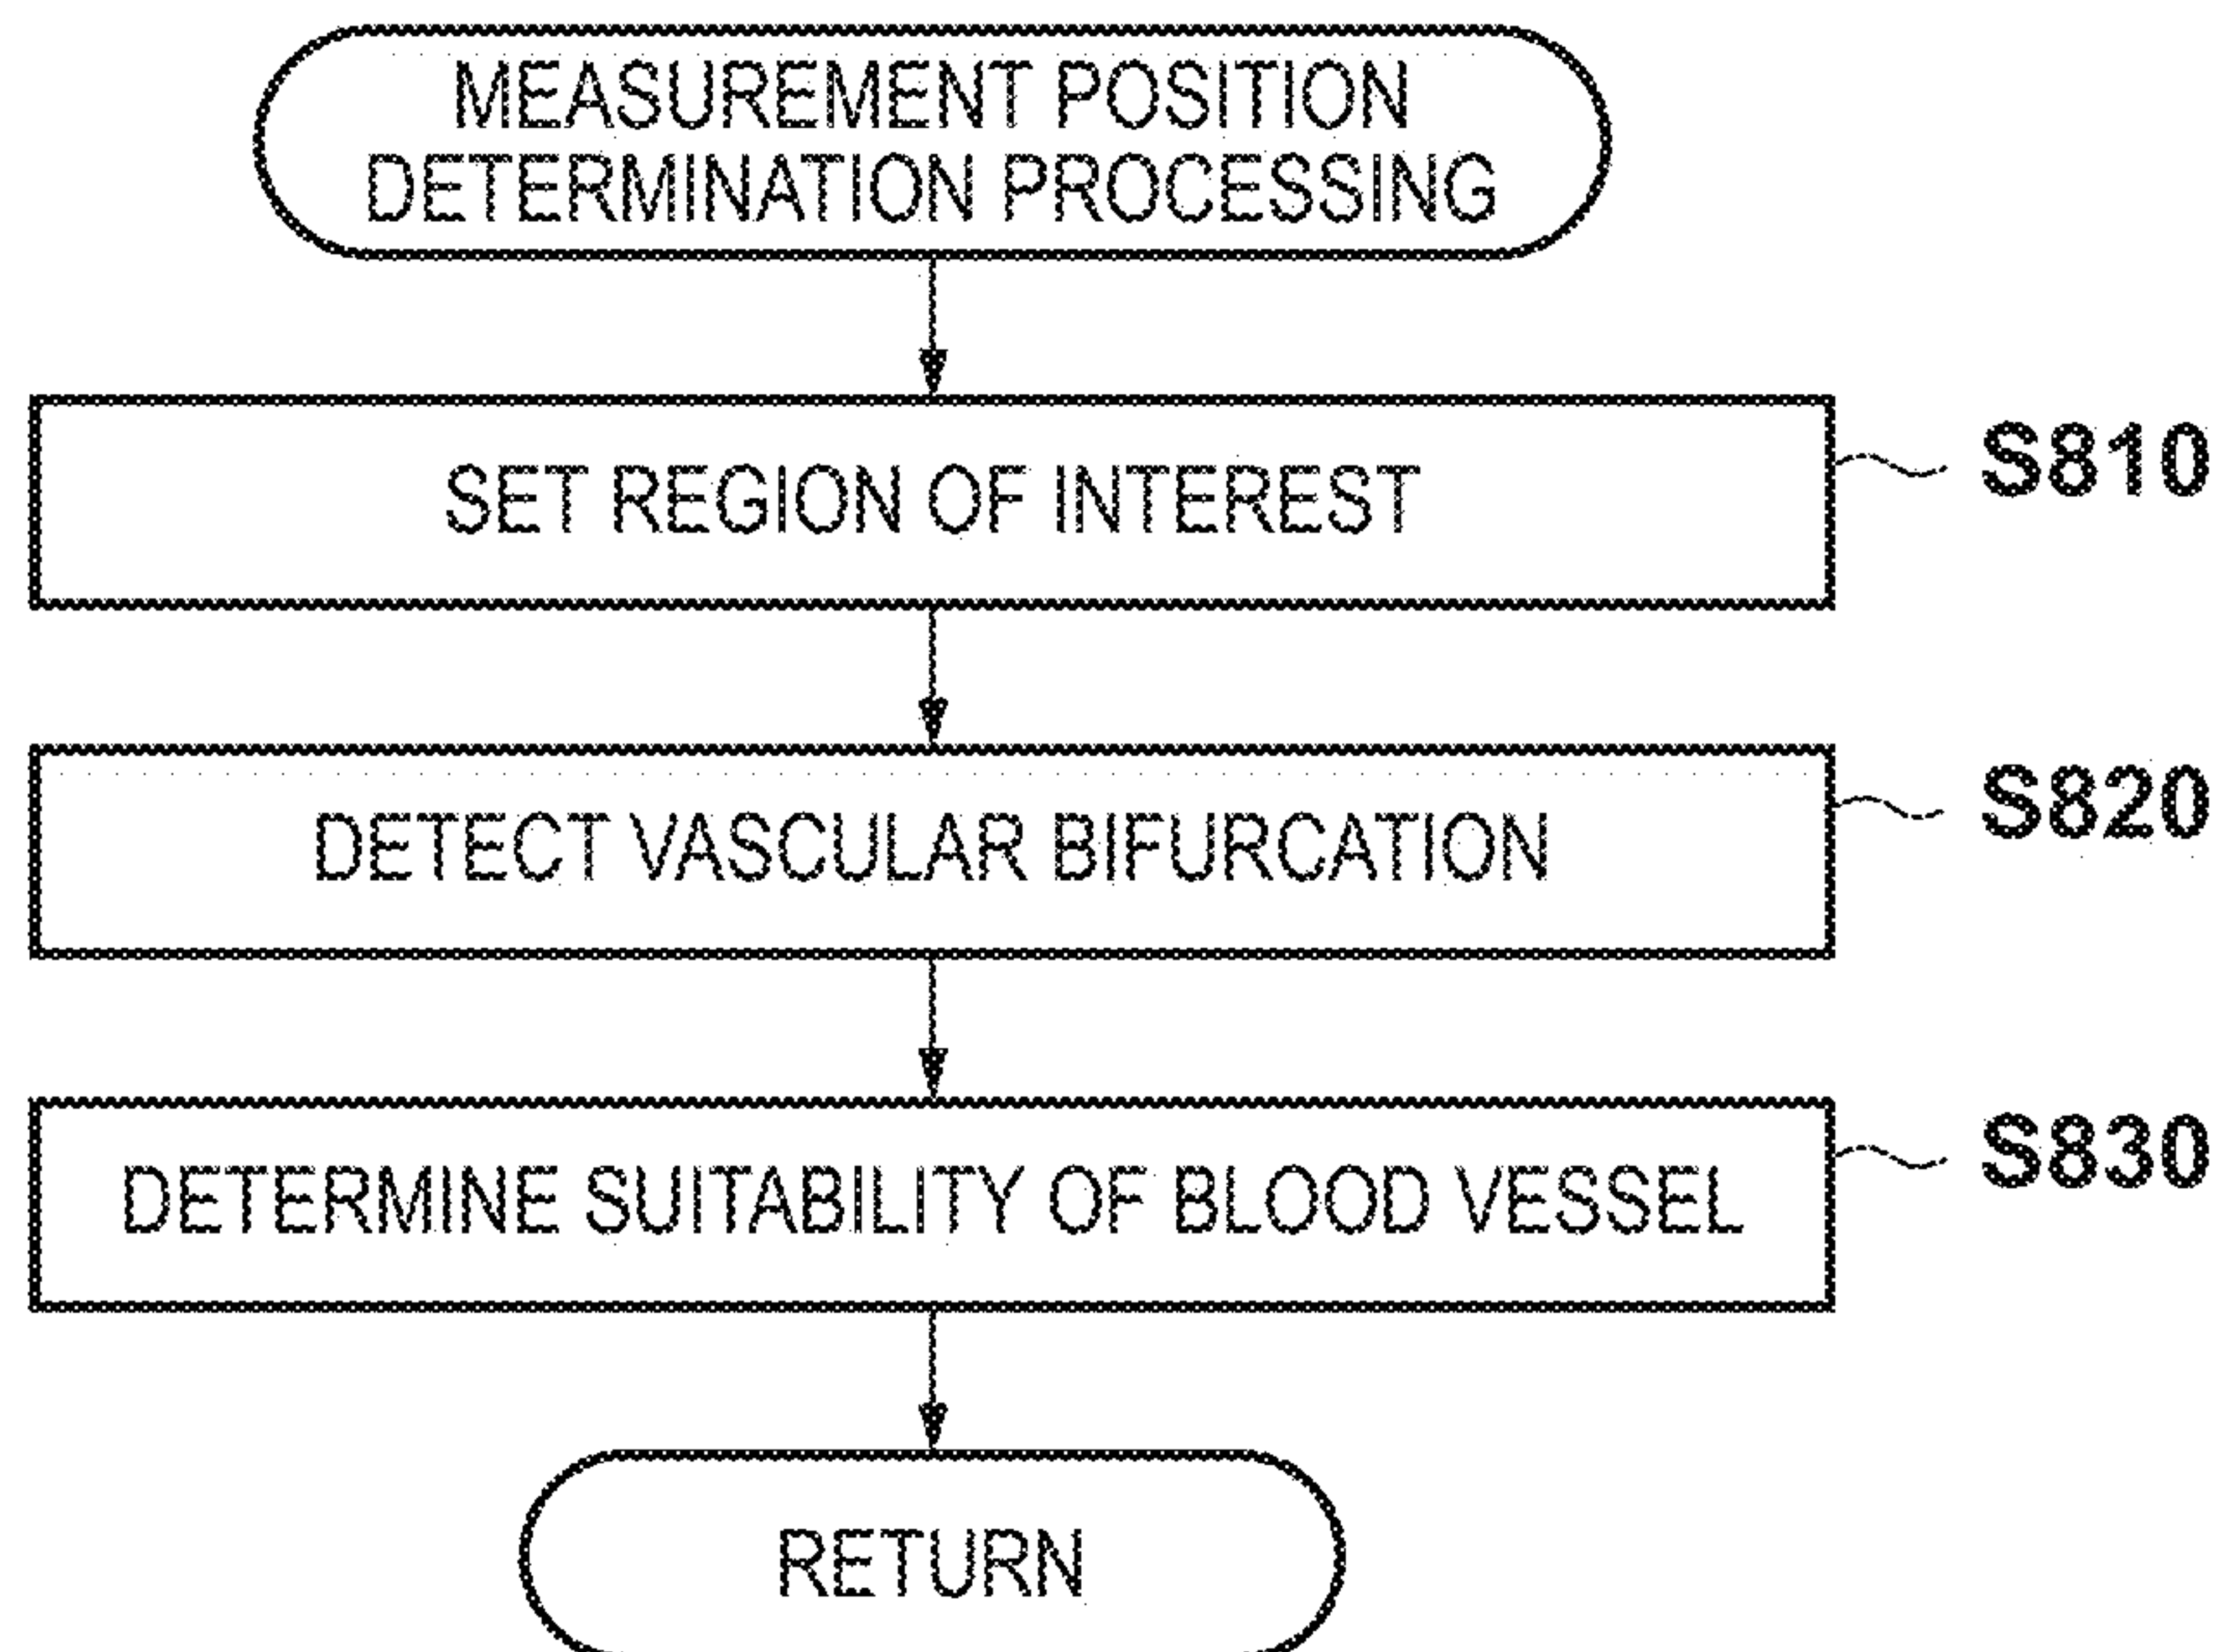 MEASUREMENT POSITION
DETERMINATION PROCESSING
SET REGION OF INTEREST
S810
DETECT VASCULAR BIFURCATION
S820
DETERMINE SUITABILITY OF BLOOD VESSEL
S830
RETURN